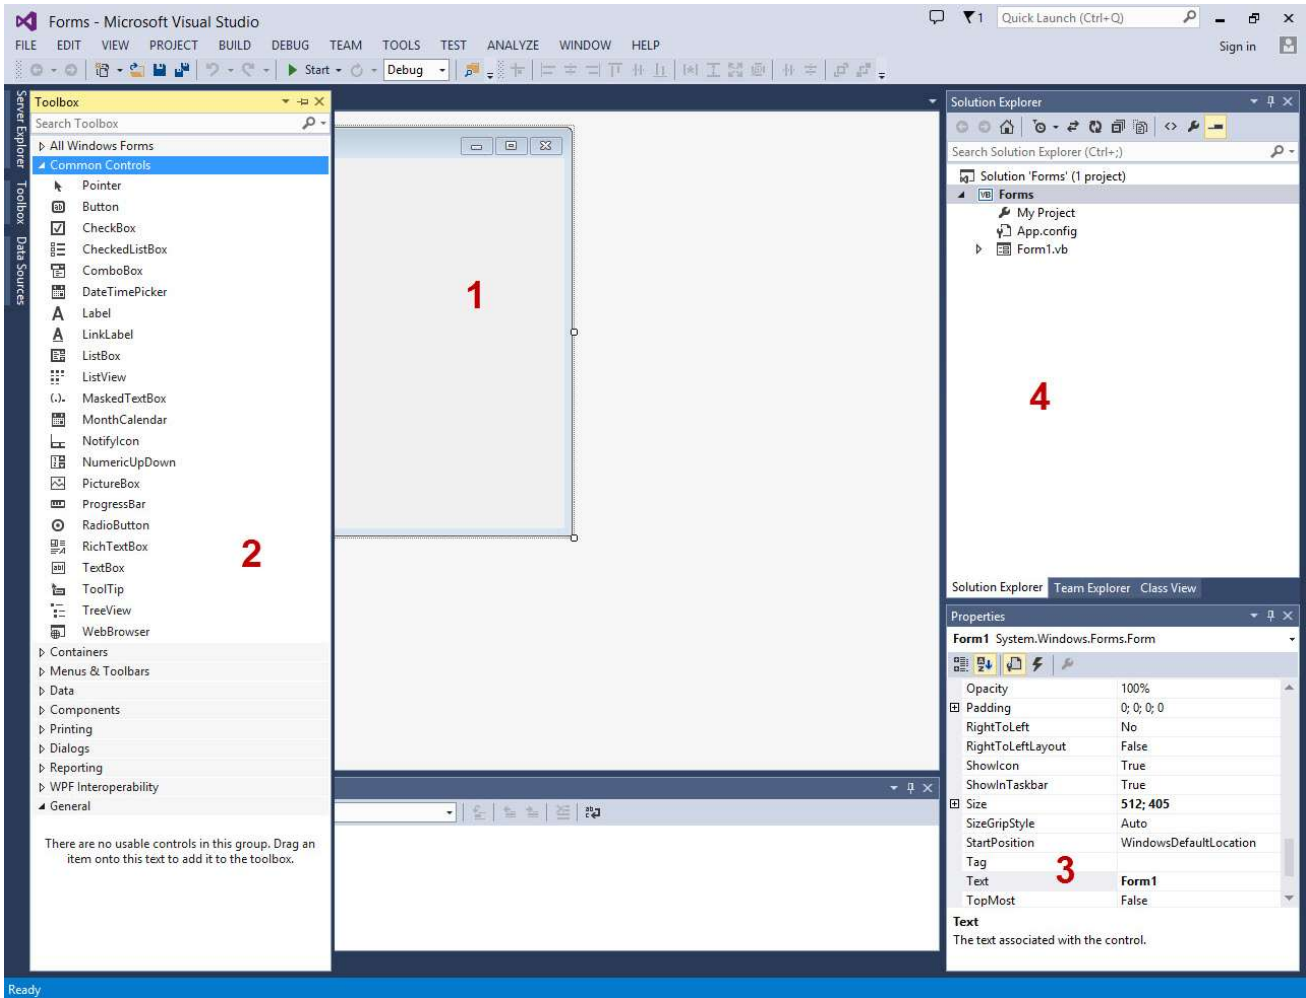 Forms - Microsoft Visual Studio
1 Quick Launch (Ctrl+Q)
FILE EDIT VIEW PROJECT BUILD DEBUG TEAM TOOLS TEST ANALYZE WINDOW HELP
Sign in
Start Debug
Server Explorer
Toolbox
Data Sources
Toolbox
Search Toolbox
All Windows Forms
Common Controls
Pointer
Button
CheckBox
CheckedListBox
ComboBox
DateTimePicker
Label
LinkLabel
ListBox
ListView
MaskedTextBox
MonthCalendar
NotifyIcon
NumericUpDown
PictureBox
ProgressBar
RadioButton
RichTextBox
TextBox
ToolTip
TreeView
WebBrowser
Containers
Menus & Toolbars
Data
Components
Printing
Dialogs
Reporting
WPF Interoperability
General
There are no usable controls in this group. Drag an
item onto this text to add it to the toolbox.
2
1
Solution Explorer
Search Solution Explorer (Ctrl+;)
Solution 'Forms' (1 project)
VB Forms
My Project
App.config
Form1.vb
4
Solution Explorer Team Explorer Class View
Properties
Form1 System.Windows.Forms.Form
Opacity 100%
Padding 0; 0; 0; 0
RightToLeft No
RightToLeftLayout False
ShowIcon True
ShowInTaskbar True
Size 512; 405
SizeGripStyle Auto
StartPosition WindowsDefaultLocation
Tag
Text Form1
TopMost False
3
Text
The text associated with the control.
Ready